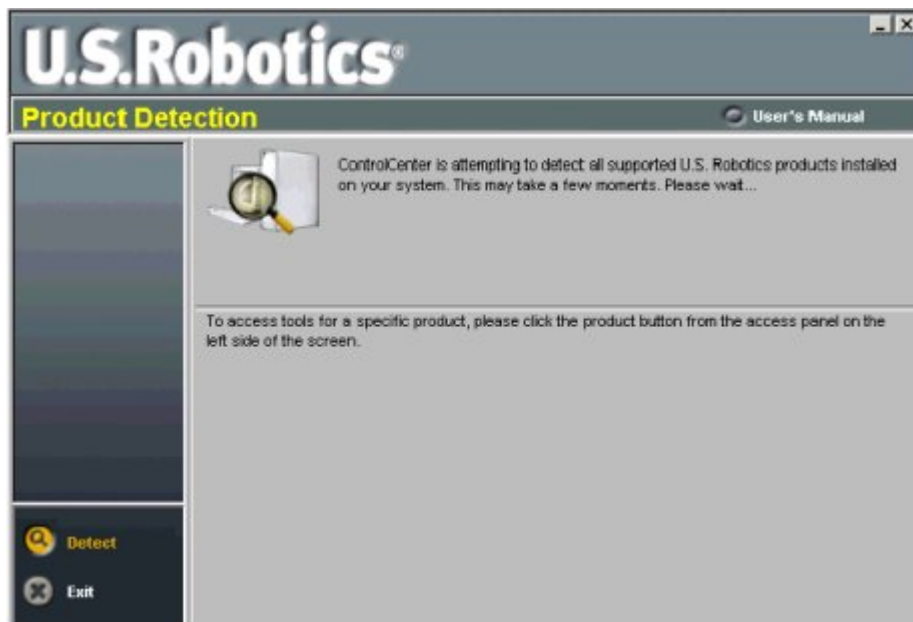 U.S.Robotics®
Product Detection
User's Manual
ControlCenter is attempting to detect all supported U.S. Robotics products installed
on your system. This may take a few moments. Please wait...
To access tools for a specific product, please click the product button from the access panel on the
left side of the screen.
Detect
Exit